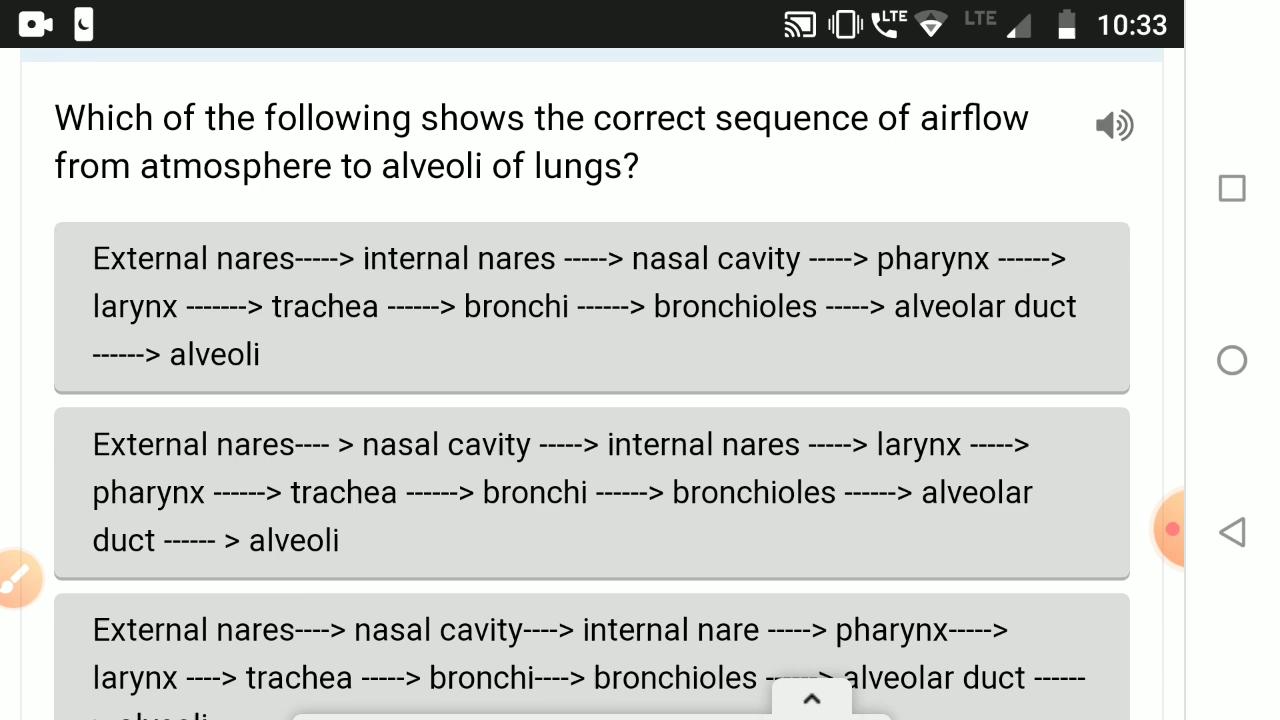 LTE LTE 10:33
Which of the following shows the correct sequence of airflow
from atmosphere to alveoli of lungs?
External nares-----> internal nares -----> nasal cavity -----> pharynx ------>
larynx -------> trachea ------> bronchi ------> bronchioles -----> alveolar duct
------> alveoli
External nares---- > nasal cavity -----> internal nares -----> larynx ----->
pharynx ------> trachea ------> bronchi ------> bronchioles ------> alveolar
duct ------ > alveoli
External nares----> nasal cavity----> internal nare -----> pharynx----->
larynx ----> trachea -----> bronchi----> bronchioles -----> alveolar duct ------